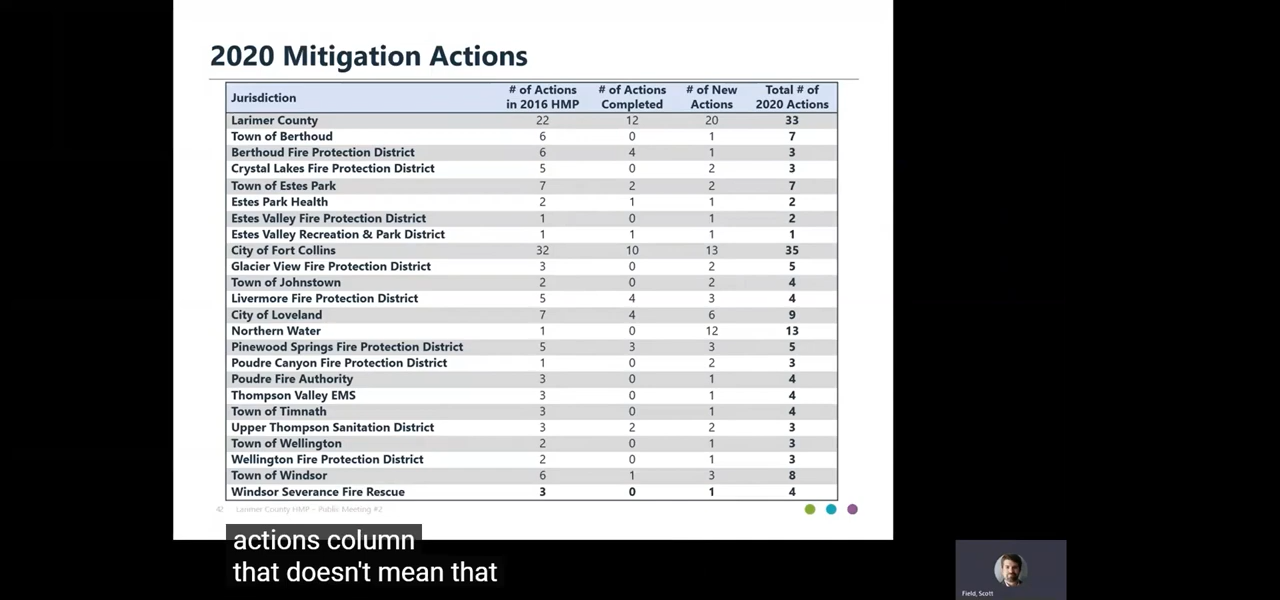 2020 Mitigation Actions
Jurisdiction # of Actions in 2016 HMP # of Actions Completed # of New Actions Total # of 2020 Actions
Larimer County 22 12 20 33
Town of Berthoud 6 0 1 7
Berthoud Fire Protection District 6 4 1 3
Crystal Lakes Fire Protection District 5 0 2 3
Town of Estes Park 7 2 2 7
Estes Park Health 2 1 1 2
Estes Valley Fire Protection District 1 0 1 2
Estes Valley Recreation & Park District 1 1 1 1
City of Fort Collins 32 10 13 35
Glacier View Fire Protection District 3 0 2 5
Town of Johnstown 2 0 2 4
Livermore Fire Protection District 5 4 3 4
City of Loveland 7 4 6 9
Northern Water 1 0 12 13
Pinewood Springs Fire Protection District 5 3 3 5
Poudre Canyon Fire Protection District 1 0 2 3
Poudre Fire Authority 3 0 1 4
Thompson Valley EMS 3 0 1 4
Town of Timnath 3 0 1 4
Upper Thompson Sanitation District 3 2 2 3
Town of Wellington 2 0 1 3
Wellington Fire Protection District 2 0 1 3
Town of Windsor 6 1 3 8
Windsor Severance Fire Rescue 3 0 1 4
42 Larimer County HMP – Public Meeting #2
actions column
that doesn't mean that
Field, Scott